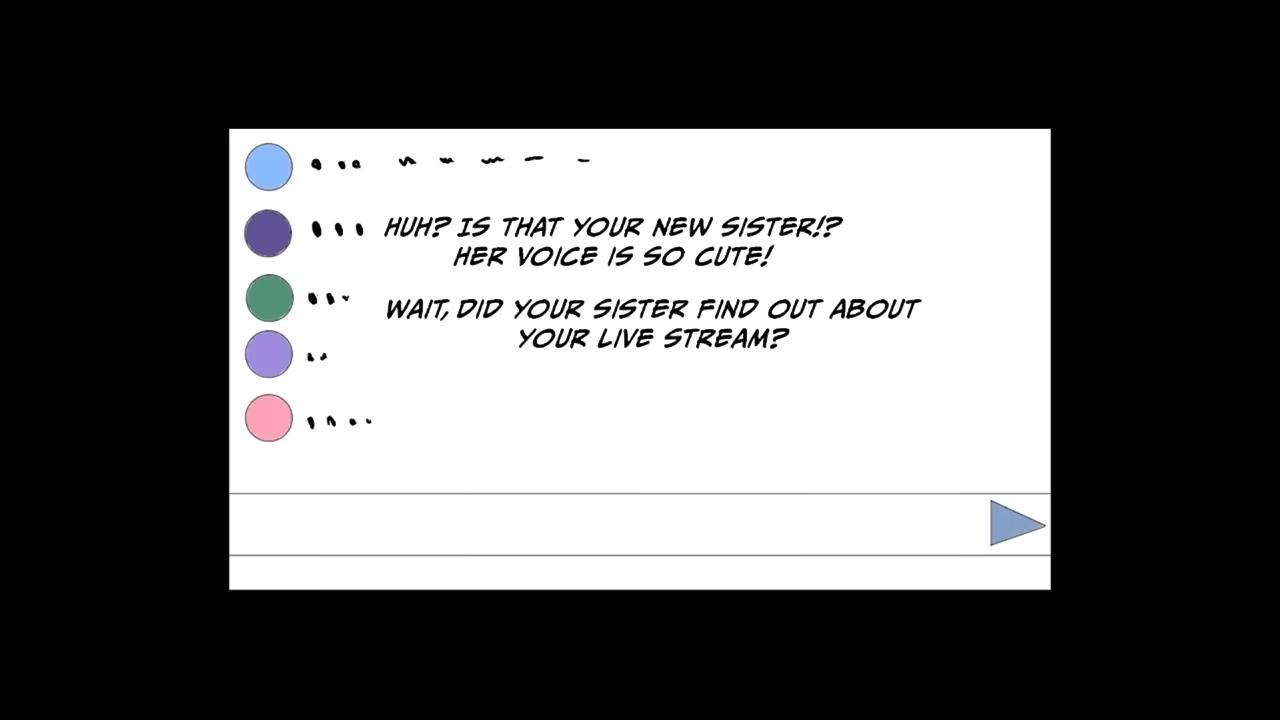 HUH? IS THAT YOUR NEW SISTER!?
HER VOICE IS SO CUTE!
WAIT, DID YOUR SISTER FIND OUT ABOUT
YOUR LIVE STREAM?